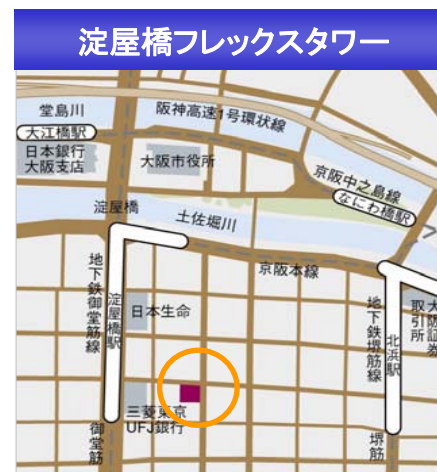 淀屋橋フレックスタワー
堂島川
阪神高速1号環状線
大江橋駅
日本銀行
大阪支店
大阪市役所
京阪中之島線
なにわ橋駅
淀屋橋
土佐堀川
京阪本線
地下鉄御堂筋線
淀屋橋駅
日本生命
地下鉄堺筋線
北浜駅
大阪証券
取引所
三菱東京
UFJ銀行
御堂筋
堺筋